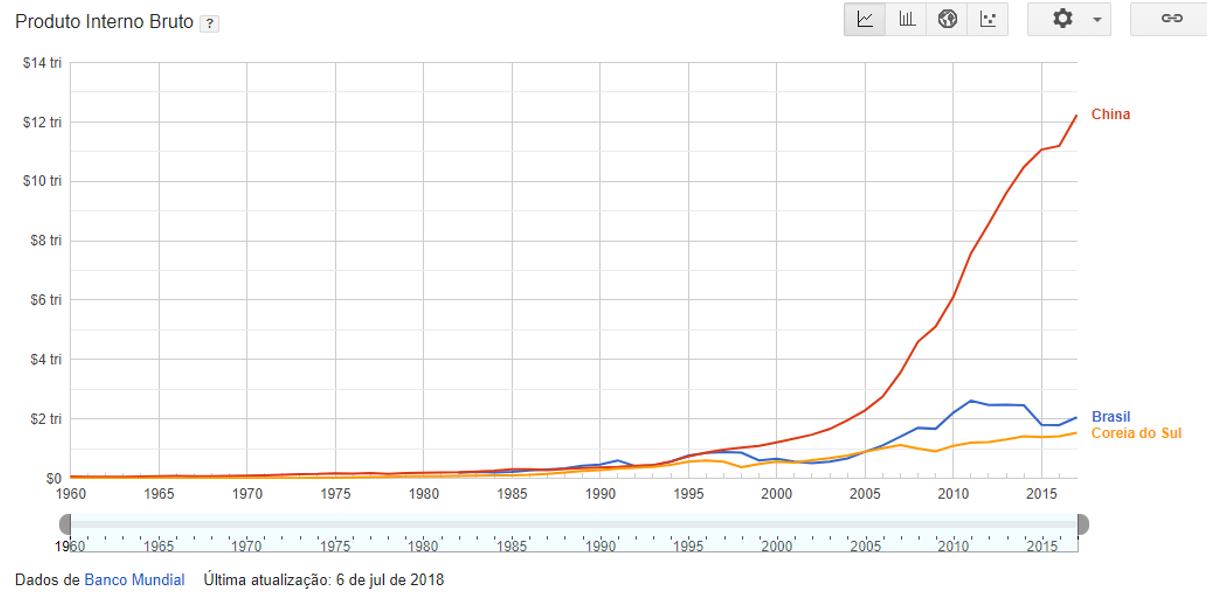 Produto Interno Bruto ?
$14 tri
$12 tri
$10 tri
$8 tri
$6 tri
$4 tri
$2 tri
$0
China
Brasil
Coreia do Sul
1960 1965 1970 1975 1980 1985 1990 1995 2000 2005 2010 2015
1960 1965 1970 1975 1980 1985 1990 1995 2000 2005 2010 2015
Dados de Banco Mundial Última atualização: 6 de jul de 2018